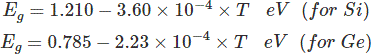 E_g = 1.210 − 3.60 × 10⁻⁴ × T eV (for Si)
E_g = 0.785 − 2.23 × 10⁻⁴ × T eV (for Ge)